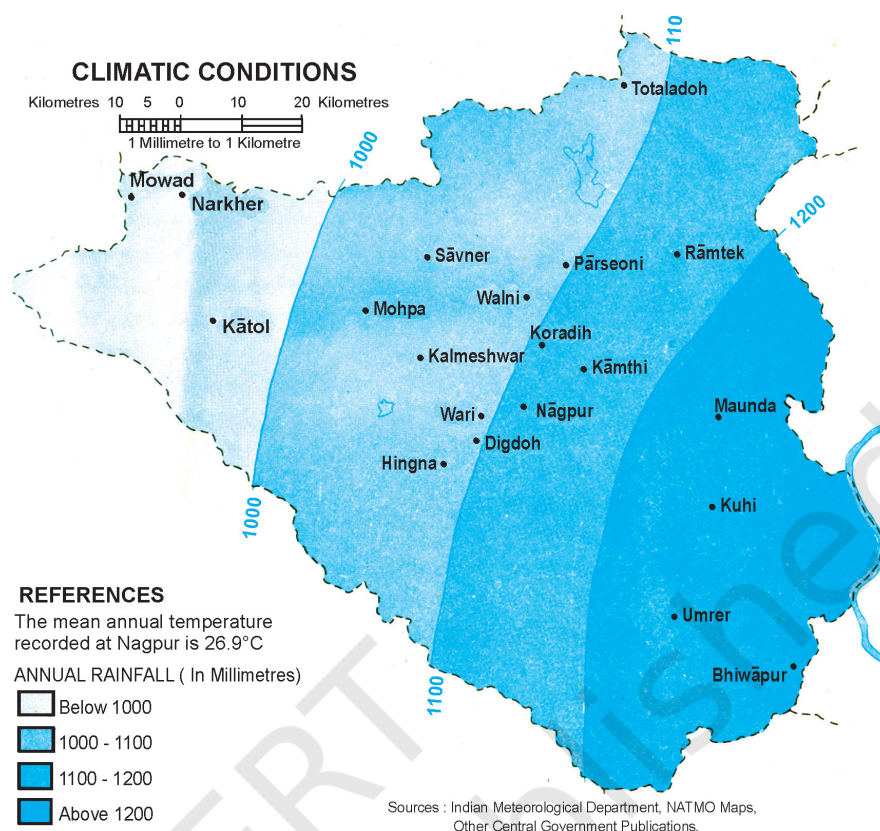 110
CLIMATIC CONDITIONS
Kilometres 10 5 0 10 20 Kilometres
1 Millimetre to 1 Kilometre
Totaladoh
1000
Mowad
Narkher
1200
Sāvner
Pārseoni
Rāmtek
Walni
Mohpa
Kātol
Koradih
Kalmeshwar
Kāmthi
Wari
Nāgpur
Maunda
Digdoh
Hingna
1000
Kuhi
Umrer
Bhiwāpur
1100
REFERENCES
The mean annual temperature
recorded at Nagpur is 26.9°C
ANNUAL RAINFALL ( In Millimetres)
Below 1000
1000 - 1100
1100 - 1200
Above 1200
Sources : Indian Meteorological Department, NATMO Maps,
Other Central Government Publications.